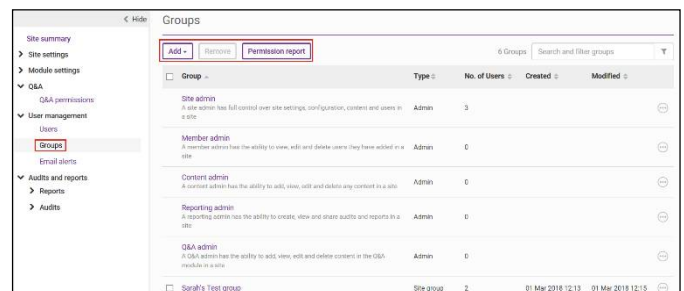 < Hide
Site summary
Site settings
Module settings
Q&A
Q&A permissions
User management
Users
Groups
Email alerts
Audits and reports
Reports
Audits
Groups
Add Remove Permission report 6 Groups Search and filter groups
Group Type No. of Users Created Modified
Site admin
A site admin has full control over site settings, configuration, content and users in Admin 3
a site
Member admin
A member admin has the ability to view, edit and delete users they have added in a Admin 0
site
Content admin
A content admin has the ability to add, view, edit and delete any content in a site Admin 0
Reporting admin
A reporting admin has the ability to create, view and share audits and reports in a Admin 0
site
Q&A admin
A Q&A admin has the ability to add, view, edit and delete content in the Q&A Admin 0
module in a site
Sarah's Test group Site group 2 01 Mar 2018 12:13 01 Mar 2018 12:15